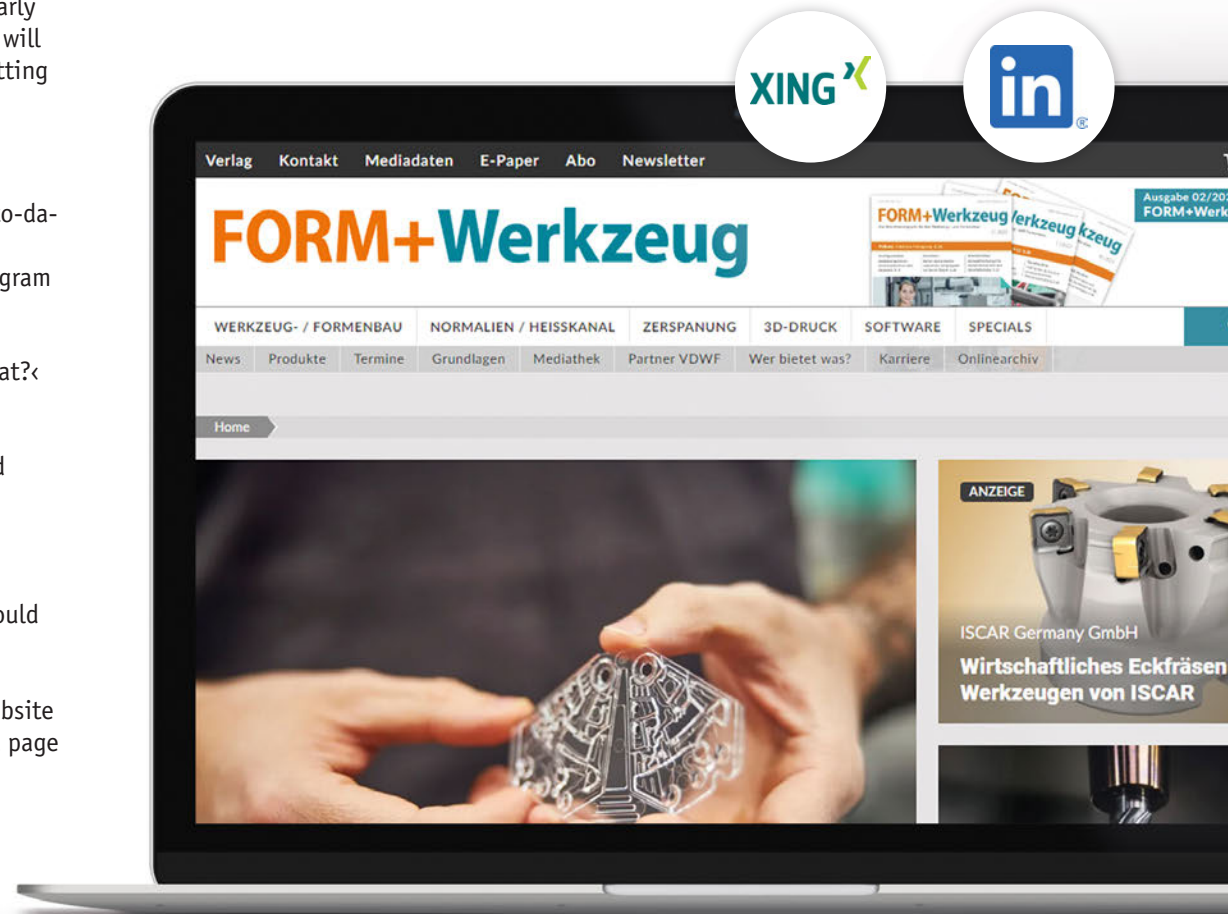 arly
will
tting
to-da-
gram
at?‹
d
ould
bsite
page
XING
in
®
Verlag Kontakt Mediadaten E-Paper Abo Newsletter
FORM+Werkzeug
FORM+Werkzeug
erkzeug
kzeug
Ausgabe 02/20
FORM+Werk
WERKZEUG- / FORMENBAU NORMALIEN / HEISSKANAL ZERSPANUNG 3D-DRUCK SOFTWARE SPECIALS
News Produkte Termine Grundlagen Mediathek Partner VDWF Wer bietet was? Karriere Onlinearchiv
Home
ANZEIGE
ISCAR Germany GmbH
Wirtschaftliches Eckfräsen
Werkzeugen von ISCAR